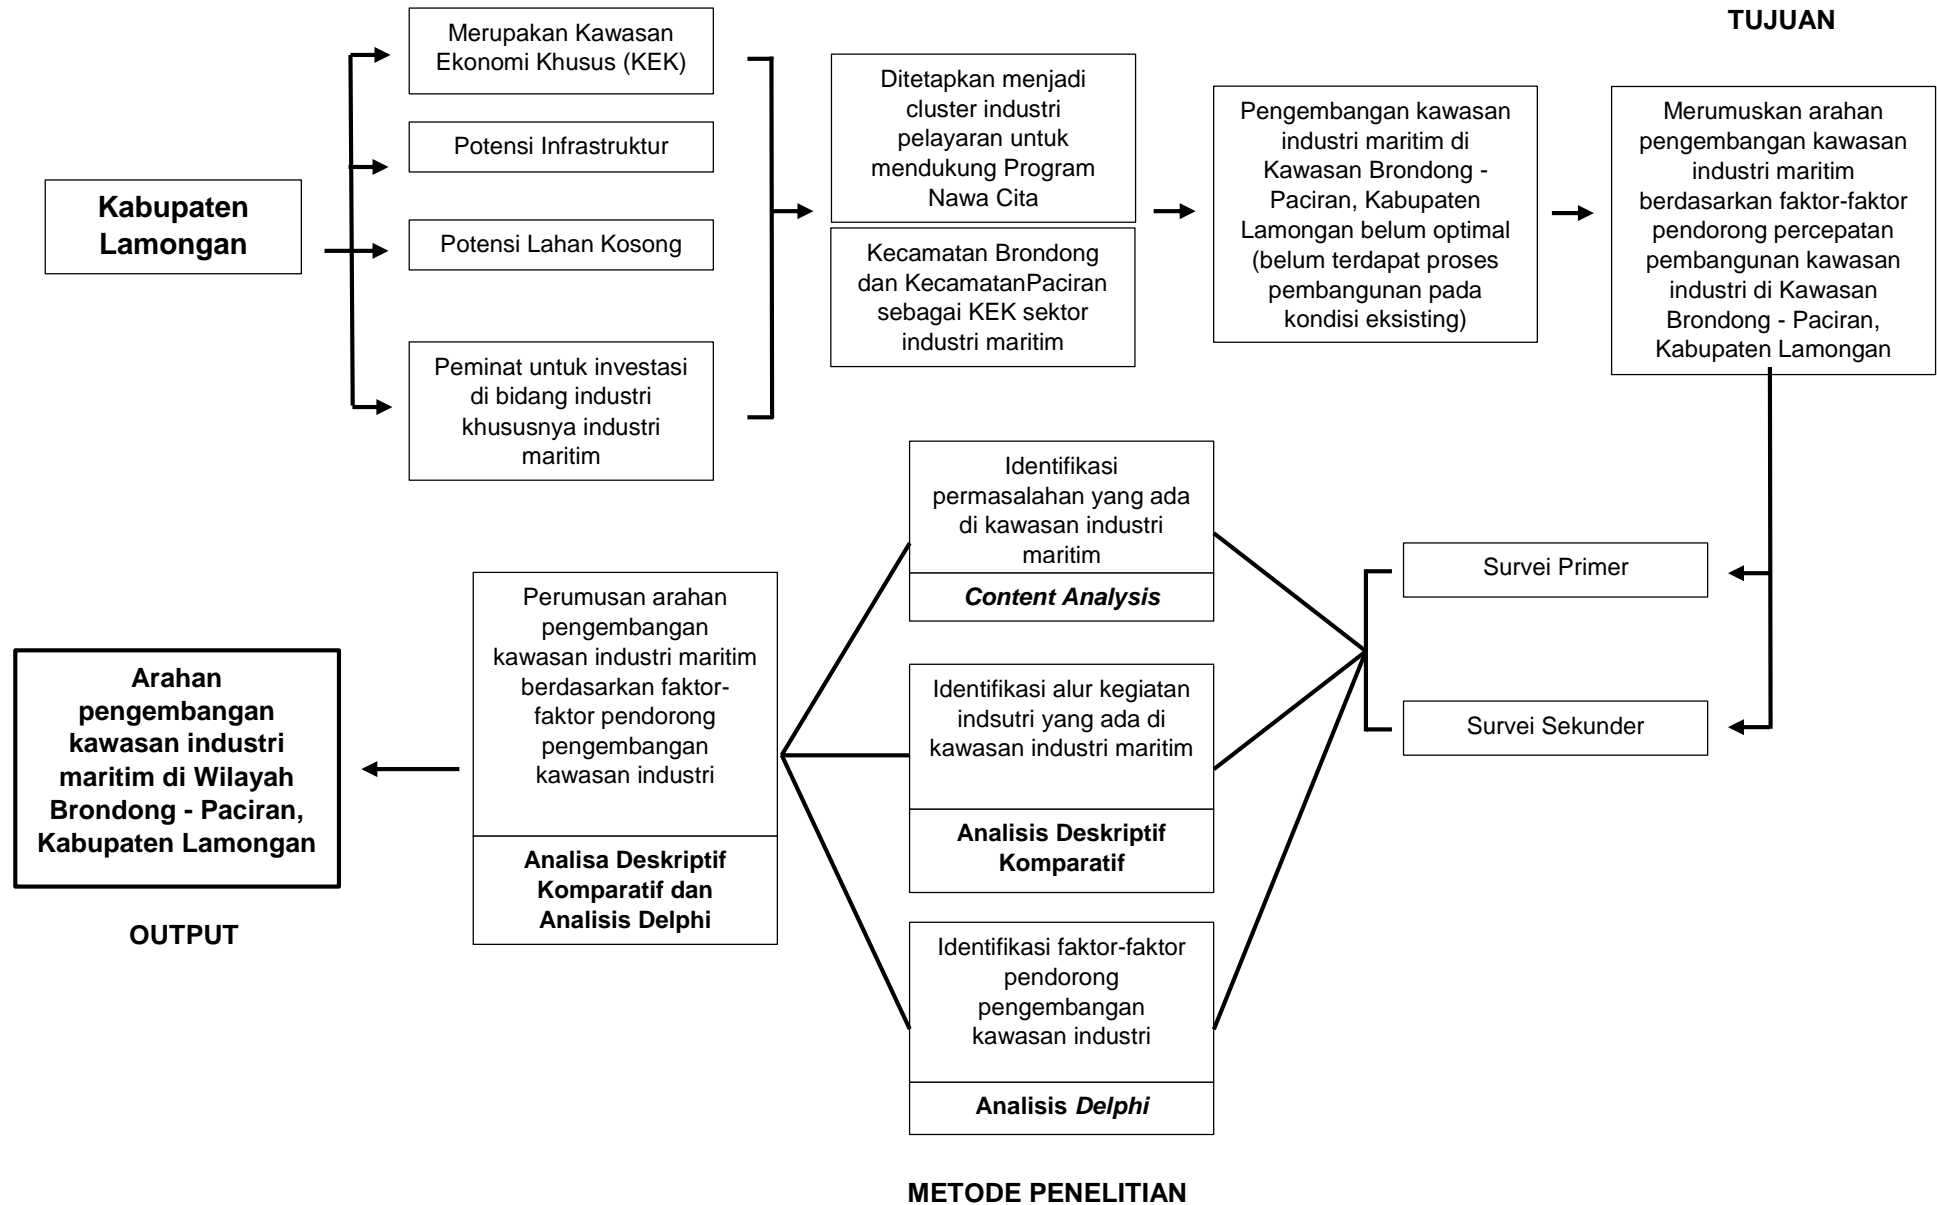 TUJUAN
Kabupaten
Lamongan
Merupakan Kawasan
Ekonomi Khusus (KEK)
Potensi Infrastruktur
Potensi Lahan Kosong
Peminat untuk investasi
di bidang industri
khususnya industri
maritim
Ditetapkan menjadi
cluster industri
pelayaran untuk
mendukung Program
Nawa Cita
Kecamatan Brondong
dan KecamatanPaciran
sebagai KEK sektor
industri maritim
Pengembangan kawasan
industri maritim di
Kawasan Brondong -
Paciran, Kabupaten
Lamongan belum optimal
(belum terdapat proses
pembangunan pada
kondisi eksisting)
Merumuskan arahan
pengembangan kawasan
industri maritim
berdasarkan faktor-faktor
pendorong percepatan
pembangunan kawasan
industri di Kawasan
Brondong - Paciran,
Kabupaten Lamongan
Survei Primer
Survei Sekunder
Identifikasi
permasalahan yang ada
di kawasan industri
maritim
Content Analysis
Identifikasi alur kegiatan
indsutri yang ada di
kawasan industri maritim
Analisis Deskriptif
Komparatif
Identifikasi faktor-faktor
pendorong
pengembangan
kawasan industri
Analisis Delphi
METODE PENELITIAN
Perumusan arahan
pengembangan
kawasan industri maritim
berdasarkan faktor-
faktor pendorong
pengembangan
kawasan industri
Analisa Deskriptif
Komparatif dan
Analisis Delphi
Arahan
pengembangan
kawasan industri
maritim di Wilayah
Brondong - Paciran,
Kabupaten Lamongan
OUTPUT